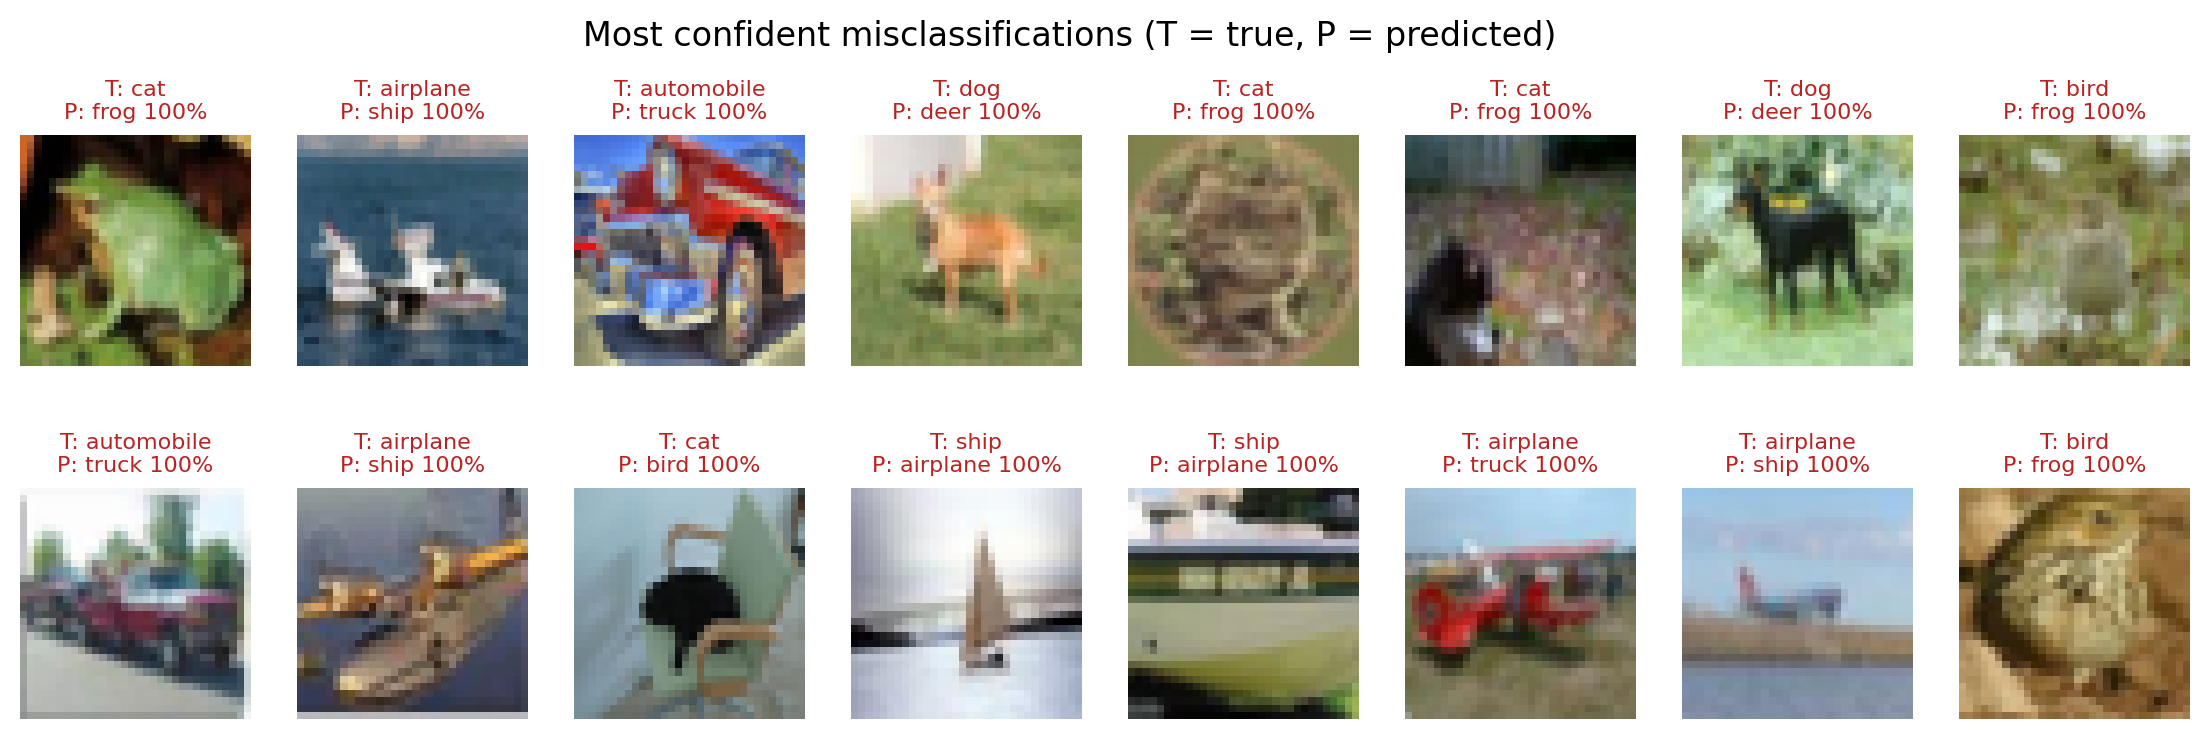 Most confident misclassifications (T = true, P = predicted)
T: cat
P: frog 100%
T: airplane
P: ship 100%
T: automobile
P: truck 100%
T: dog
P: deer 100%
T: cat
P: frog 100%
T: cat
P: frog 100%
T: dog
P: deer 100%
T: bird
P: frog 100%
T: automobile
P: truck 100%
T: airplane
P: ship 100%
T: cat
P: bird 100%
T: ship
P: airplane 100%
T: ship
P: airplane 100%
T: airplane
P: truck 100%
T: airplane
P: ship 100%
T: bird
P: frog 100%